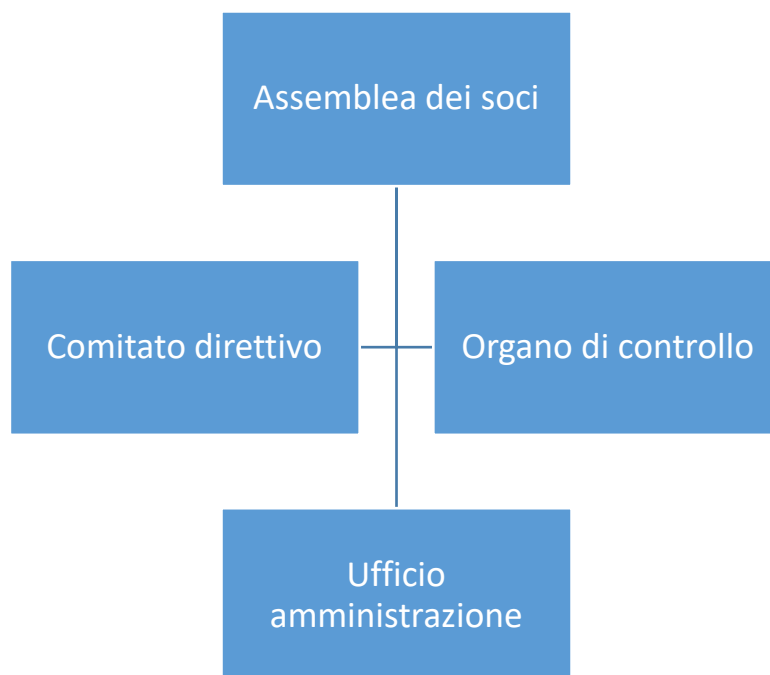 Assemblea dei soci
Comitato direttivo
Organo di controllo
Ufficio
amministrazione